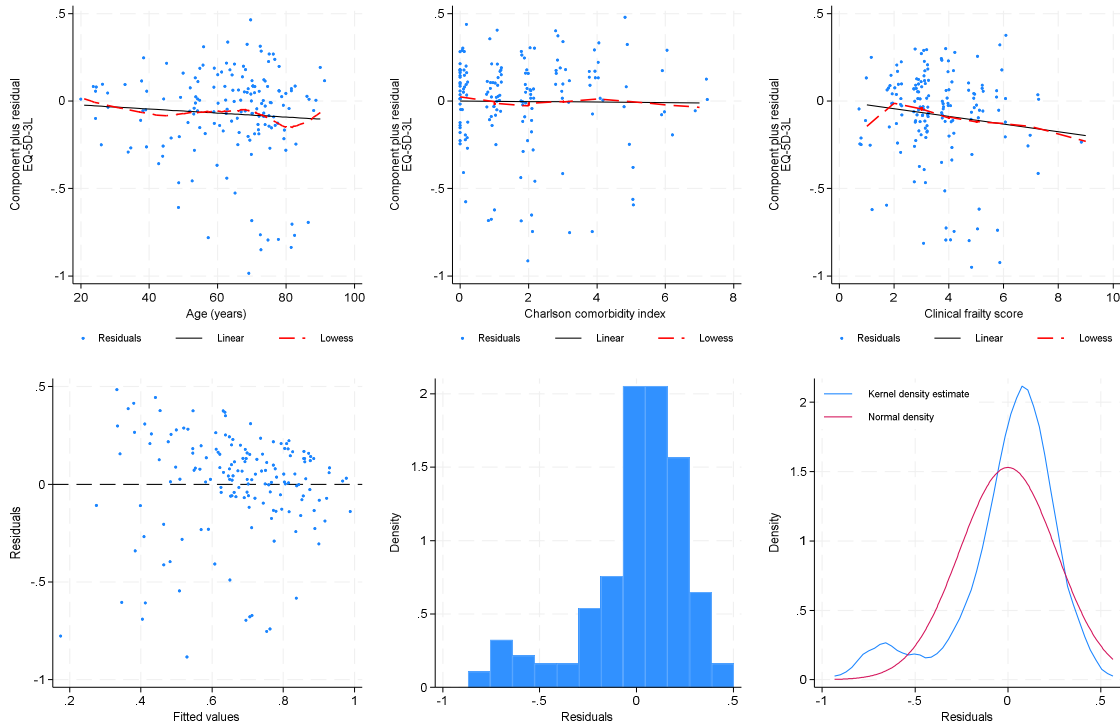 Component plus residual
EQ-5D-3L
.5
0
-.5
-1
20
40
60
80
100
Age (years)
Residuals
Linear
Lowess
Component plus residual
EQ-5D-3L
.5
0
-.5
-1
0
2
4
6
8
Charlson comorbidity index
Residuals
Linear
Lowess
Component plus residual
EQ-5D-3L
.5
0
-.5
-1
0
2
4
6
8
10
Clinical frailty score
Residuals
Linear
Lowess
Residuals
.5
0
-.5
-1
.2
.4
.6
.8
1
Fitted values
Density
2
1.5
1
.5
0
-1
-.5
0
.5
Residuals
Density
2
1.5
1
.5
0
Kernel density estimate
Normal density
-1
-.5
0
.5
Residuals